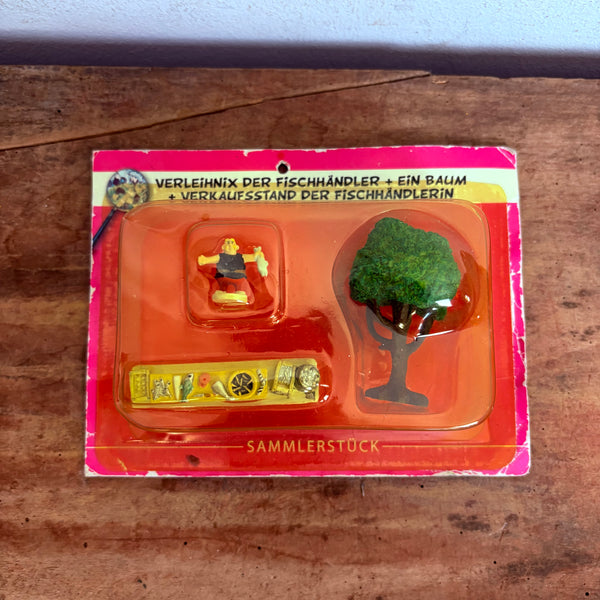 VERLEIHNIX DER FISCHHÄNDLER + EIN BAUM
+ VERKAUFSSTAND DER FISCHHÄNDLERIN
SAMMLERSTÜCK